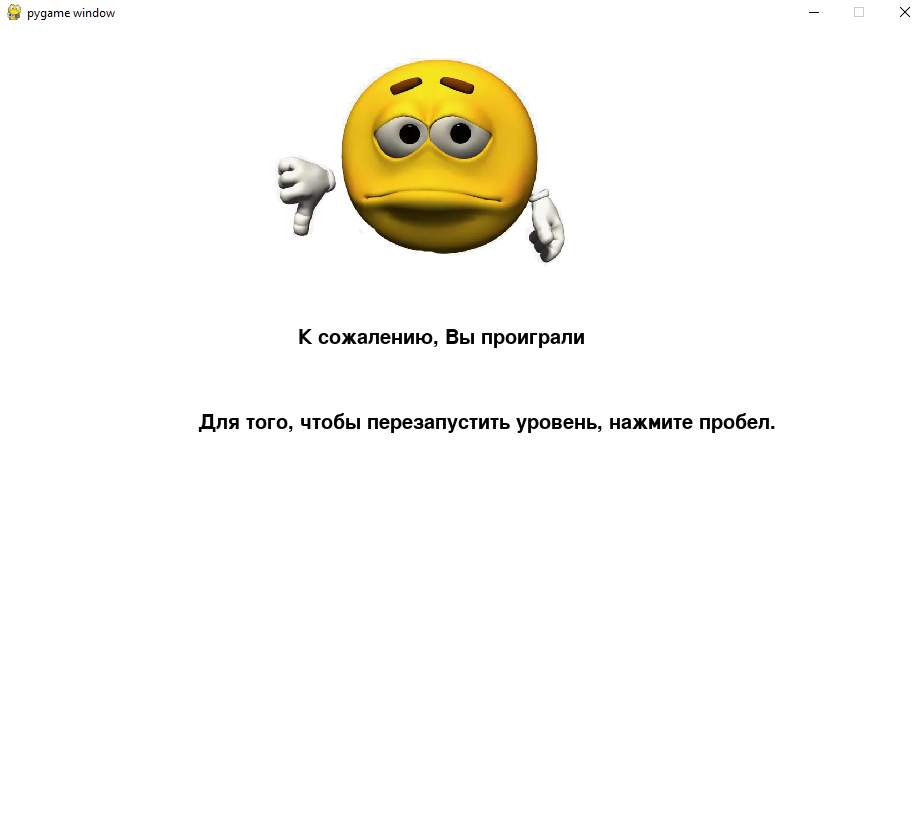 pygame window
К сожалению, Вы проиграли
Для того, чтобы перезапустить уровень, нажмите пробел.